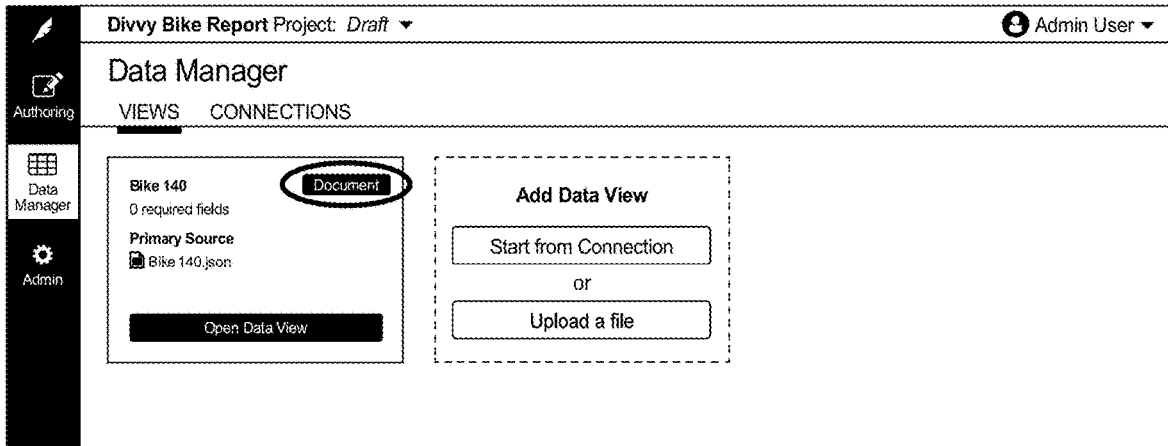 Divvy Bike Report Project: Draft
Admin User
Data Manager
Authoring
VIEWS CONNECTIONS
Data
Manager
Bike 140
Document
0 required fields
Primary Source
Bike 140.json
Open Data View
Add Data View
Start from Connection
or
Upload a file
Admin